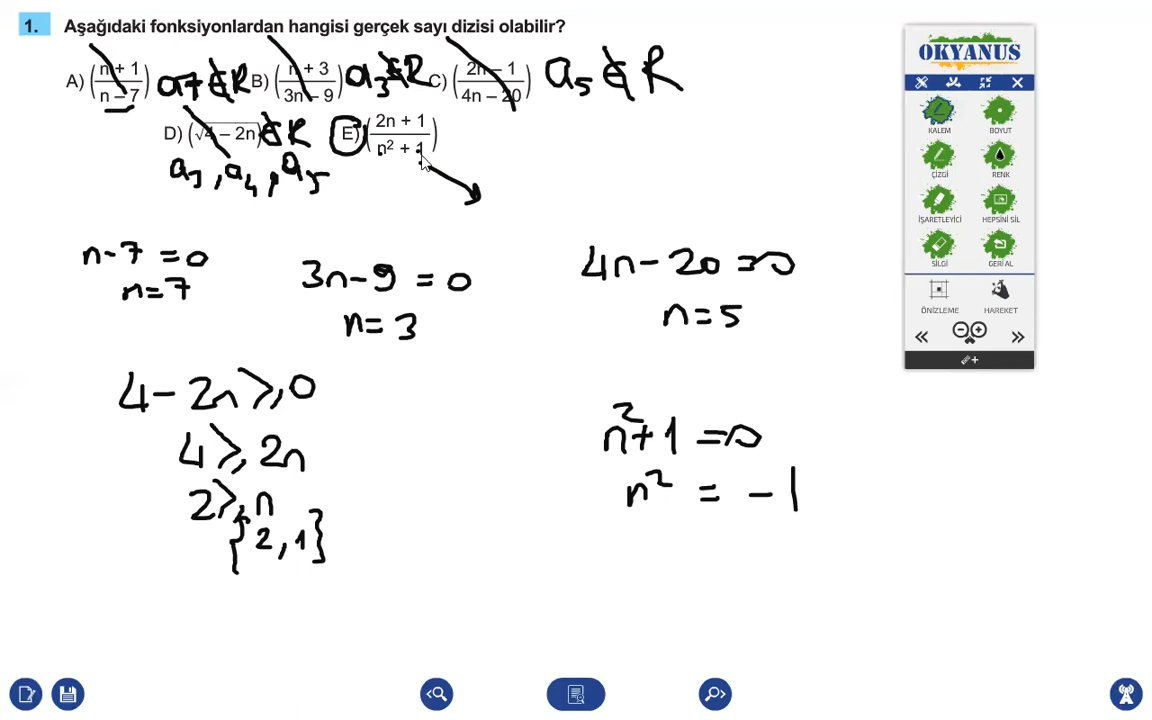 1. Aşağıdaki fonksiyonlardan hangisi gerçek sayı dizisi olabilir?
A) (n + 1 / n – 7) a7 ∉ R B) (n + 3 / 3n – 9) a3 ∉ R C) (2n – 1 / 4n – 20) a5 ∉ R
D) (√4 – 2n) ∉ R E) (2n + 1 / n² + 1)
a3, a4, a5
n-7 = 0
n=7
3n-9 = 0
n= 3
4n- 20 = 0
n = 5
4- 2n ≥ 0
4 ≥ 2n
2 ≥ n
{2, 1}
n²+1 = 0
n² = -1
OKYANUS
KALEM BOYUT
ÇİZGİ RENK
İŞARETLEYİCİ HEPSİNİ SİL
SİLGİ GERİ AL
ÖNİZLEME HAREKET